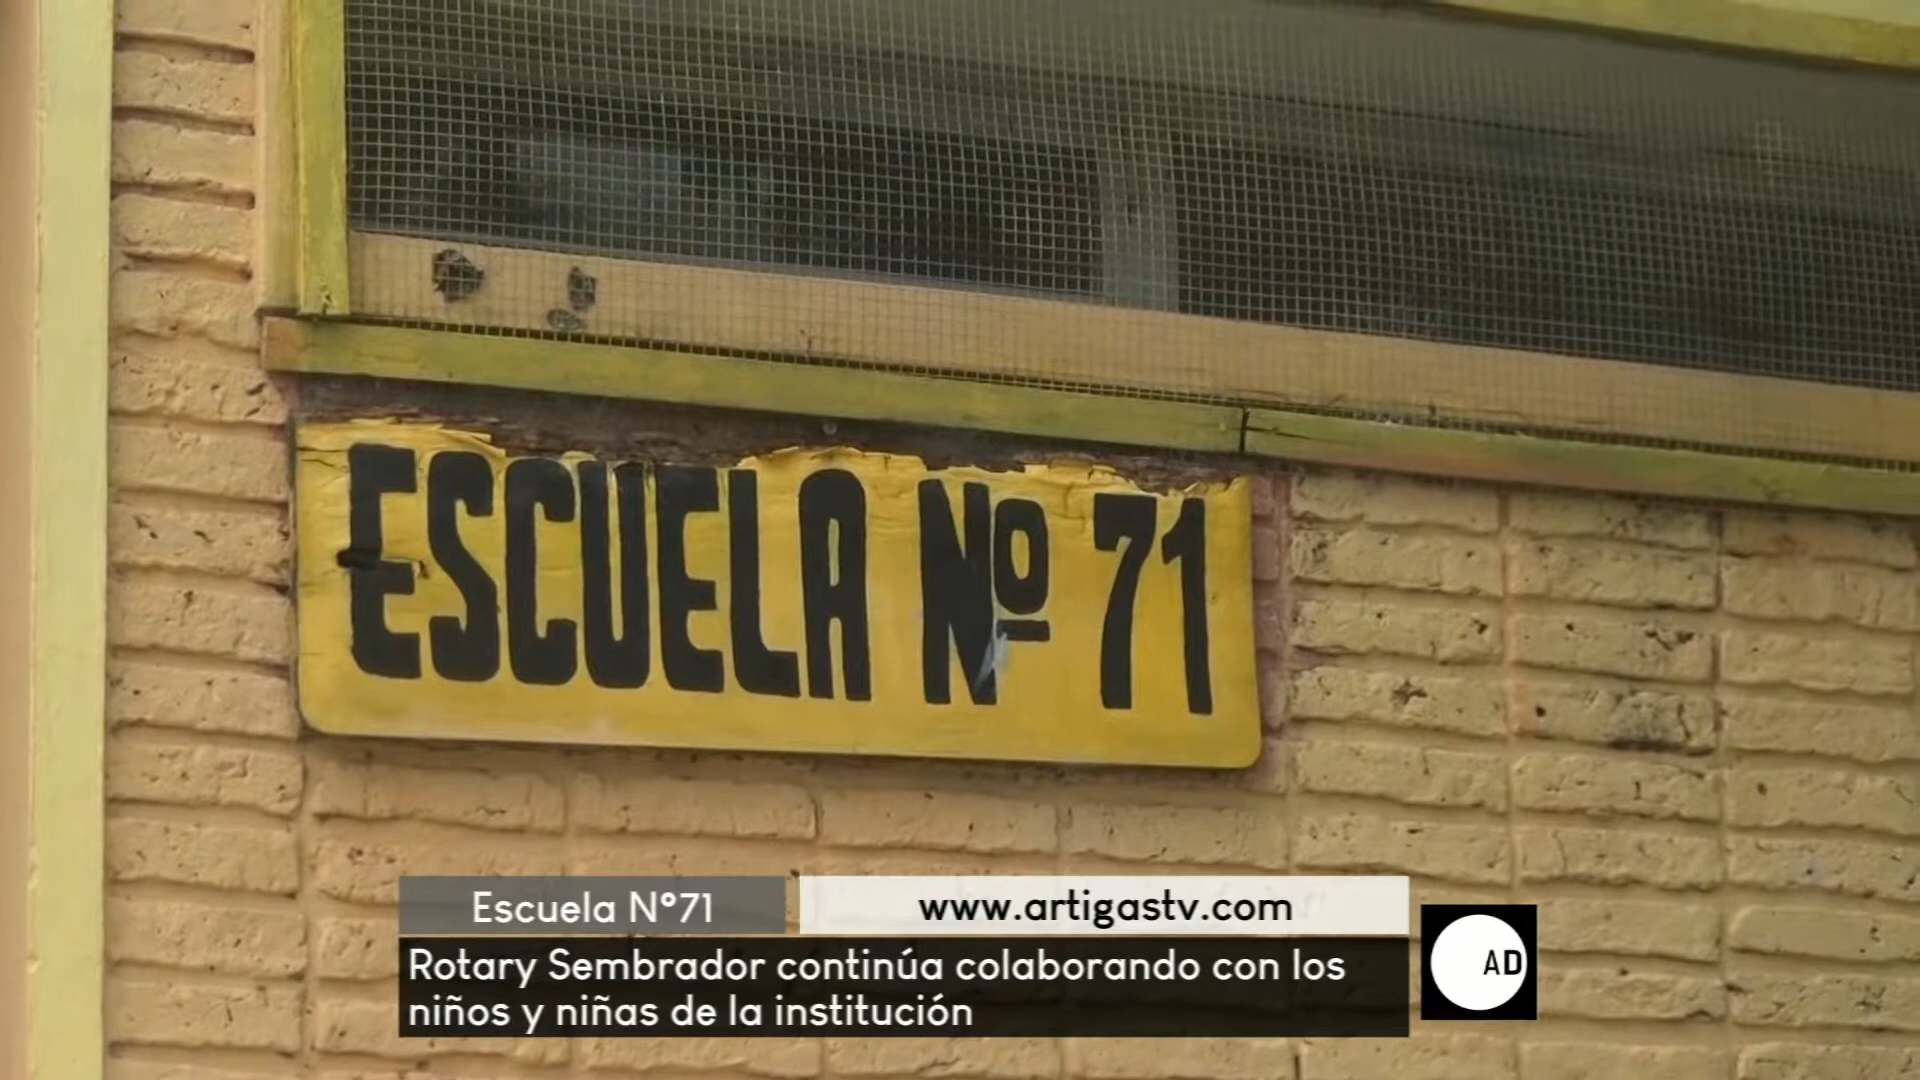 ESCUELA Nº 71
Escuela N°71
www.artigastv.com
Rotary Sembrador continúa colaborando con los
niños y niñas de la institución
AD